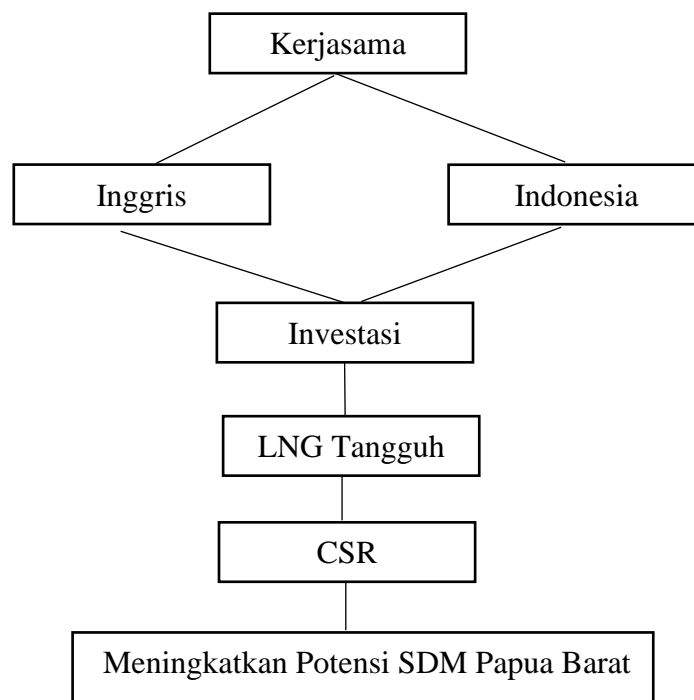 Kerjasama
Inggris
Indonesia
Investasi
LNG Tangguh
CSR
Meningkatkan Potensi SDM Papua Barat